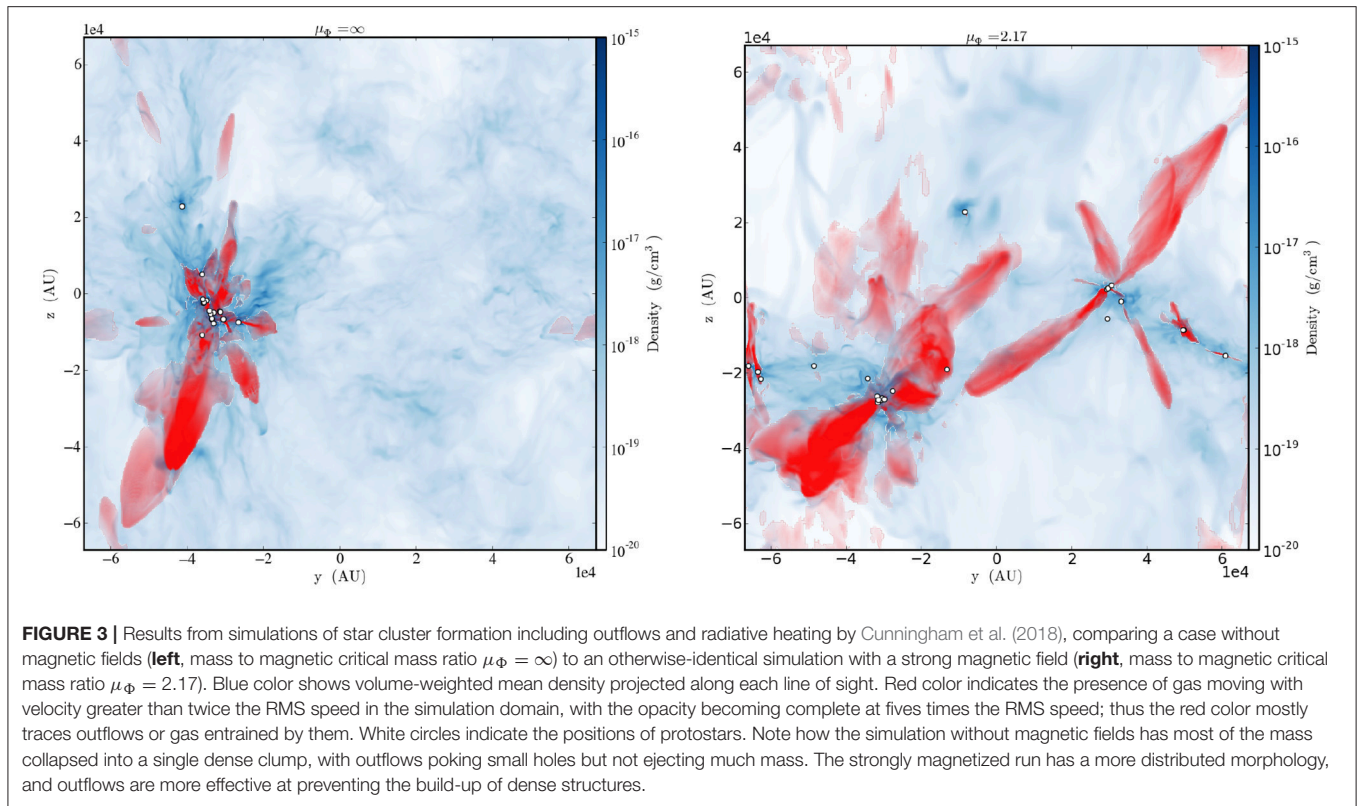 1e4
μΦ =∞
6
4
2
0
−2
−4
−6
z (AU)
−6
−4
−2
0
2
4
6
1e4
y (AU)
10^-15
10^-16
10^-17
10^-18
10^-19
10^-20
Density (g/cm³)
1e4
μΦ =2.17
6
4
2
0
−2
−4
−6
z (AU)
−6
−4
−2
0
2
4
6
1e4
y (AU)
10^-15
10^-16
10^-17
10^-18
10^-19
10^-20
Density (g/cm³)
FIGURE 3 | Results from simulations of star cluster formation including outflows and radiative heating by Cunningham et al. (2018), comparing a case without
magnetic fields (left, mass to magnetic critical mass ratio μΦ = ∞) to an otherwise-identical simulation with a strong magnetic field (right, mass to magnetic critical
mass ratio μΦ = 2.17). Blue color shows volume-weighted mean density projected along each line of sight. Red color indicates the presence of gas moving with
velocity greater than twice the RMS speed in the simulation domain, with the opacity becoming complete at fives times the RMS speed; thus the red color mostly
traces outflows or gas entrained by them. White circles indicate the positions of protostars. Note how the simulation without magnetic fields has most of the mass
collapsed into a single dense clump, with outflows poking small holes but not ejecting much mass. The strongly magnetized run has a more distributed morphology,
and outflows are more effective at preventing the build-up of dense structures.